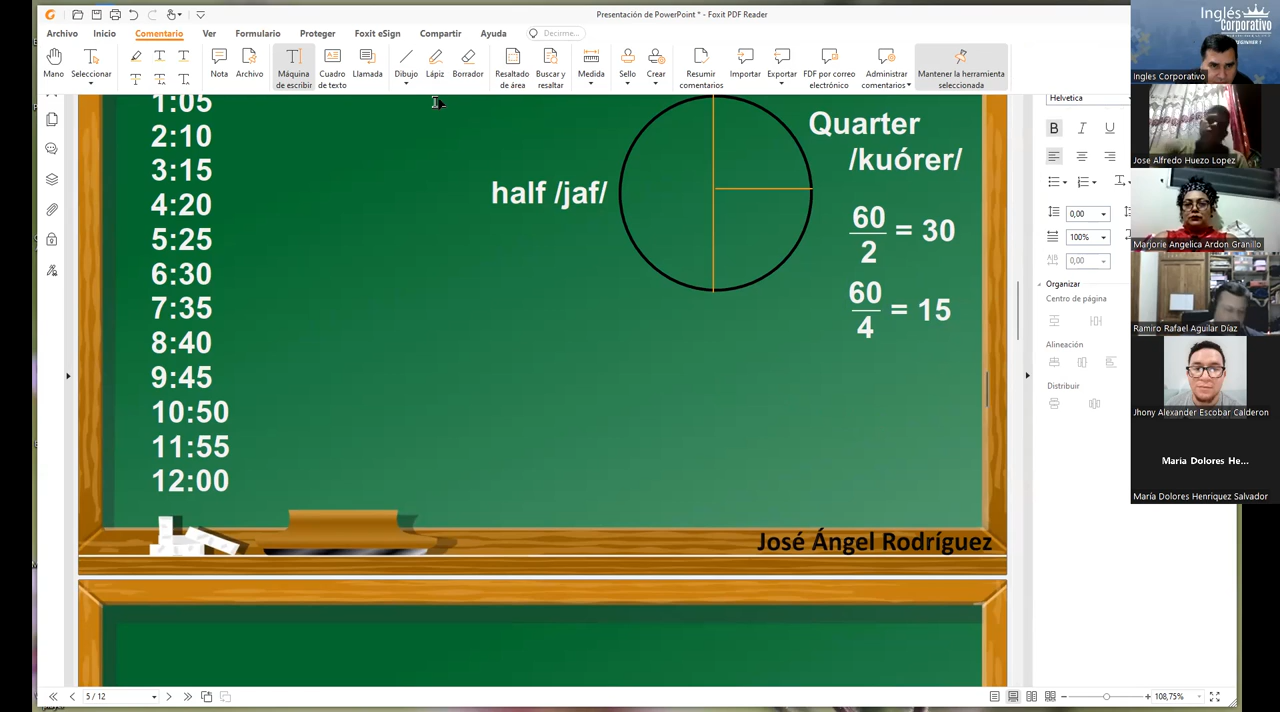 Presentación de PowerPoint * - Foxit PDF Reader
Archivo Inicio Comentario Ver Formulario Proteger Foxit eSign Compartir Ayuda Decirme...
Mano Seleccionar Nota Archivo Máquina de escribir Cuadro de texto Llamada Dibujo Lápiz Borrador Resaltado de área Buscar y resaltar Medida Sello Crear Resumir comentarios Importar Exportar FDF por correo electrónico Administrar comentarios Mantener la herramienta seleccionada
1:05
2:10
3:15
4:20
5:25
6:30
7:35
8:40
9:45
10:50
11:55
12:00
half /jaf/
Quarter
/kuórer/
60
2
= 30
60
4
= 15
José Ángel Rodríguez
Helvetica
B I U
0,00
100%
0,00
Organizar
Centro de página
Alineación
Distribuir
Inglés
Corporativo
Ingles Corporativo
Jose Alfredo Huezo Lopez
Marjorie Angelica Ardon Granillo
Ramiro Rafael Aguilar Díaz
Jhony Alexander Escobar Calderon
María Dolores He...
María Dolores Henriquez Salvador
5 / 12
108,75%